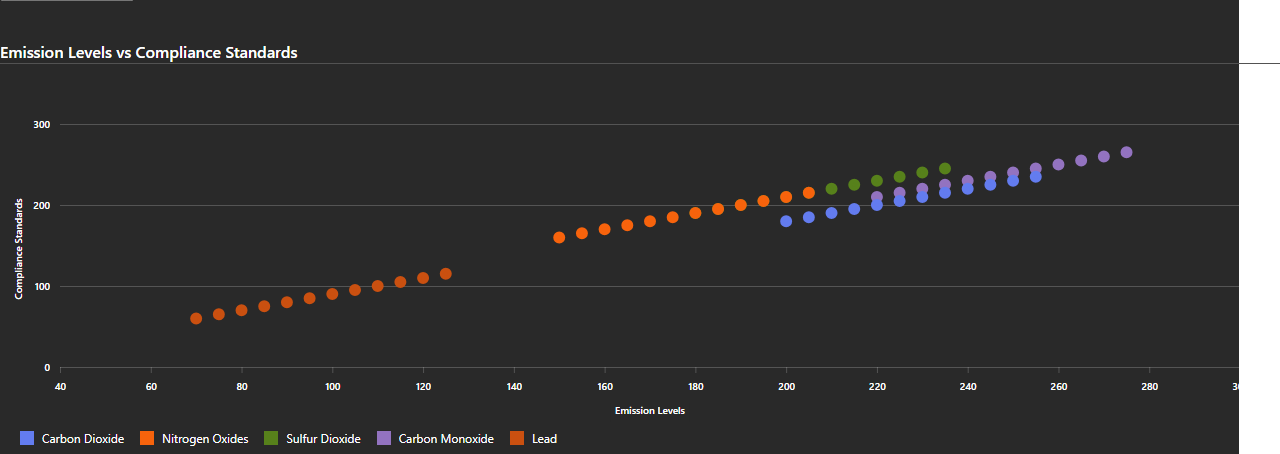 Emission Levels vs Compliance Standards
300
200
100
0
Compliance Standards
40 60 80 100 120 140 160 180 200 220 240 260 280
Emission Levels
Carbon Dioxide Nitrogen Oxides Sulfur Dioxide Carbon Monoxide Lead